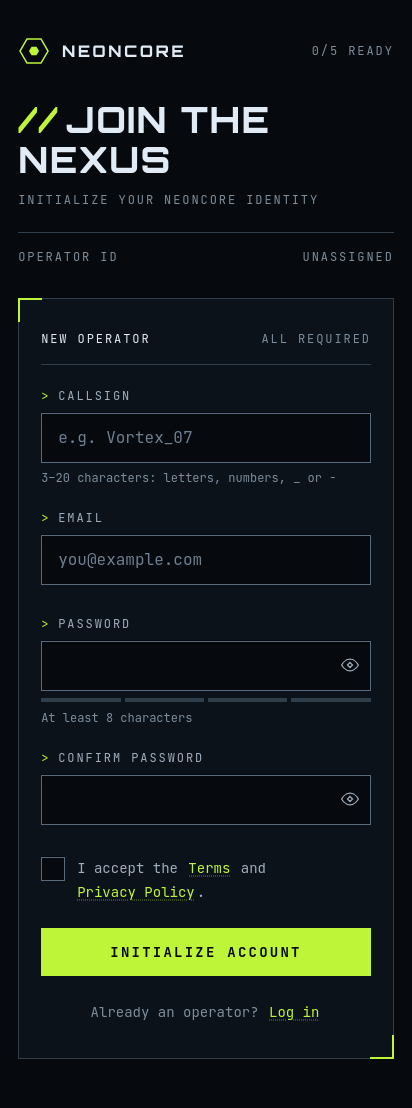 NEONCORE
0/5 READY
// JOIN THE
NEXUS
INITIALIZE YOUR NEONCORE IDENTITY
OPERATOR ID
UNASSIGNED
NEW OPERATOR
ALL REQUIRED
> CALLSIGN
e.g. Vortex_07
3–20 characters: letters, numbers, _ or -
> EMAIL
you@example.com
> PASSWORD
At least 8 characters
> CONFIRM PASSWORD
I accept the Terms and
Privacy Policy.
INITIALIZE ACCOUNT
Already an operator? Log in